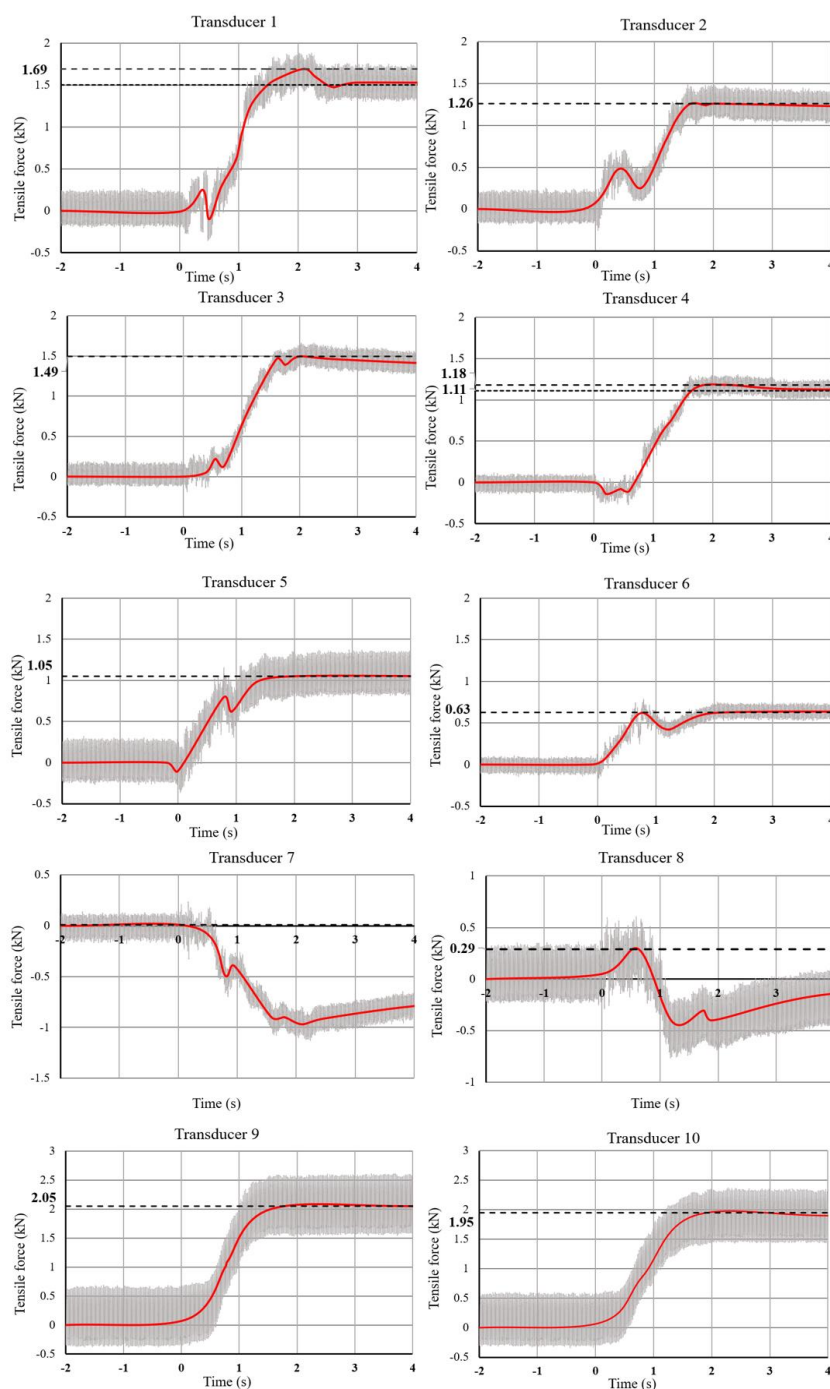 Transducer 1
2
1.69
1.5
1
0.5
0
-0.5
Tensile force (kN)
-2 -1 0 1 2 3 4
Time (s)
Transducer 2
2
1.5
1.26
1
0.5
0
-0.5
Tensile force (kN)
-2 -1 0 1 2 3 4
Time (s)
Transducer 3
2
1.5
1.49
1
0.5
0
-0.5
Tensile force (kN)
-2 -1 0 1 2 3 4
Time (s)
Transducer 4
2
1.5
1.18
1.11
0.5
0
-0.5
Tensile force (kN)
-2 -1 0 1 2 3 4
Time (s)
Transducer 5
2
1.5
1.05
1
0.5
0
-0.5
Tensile force (kN)
-2 -1 0 1 2 3 4
Time (s)
Transducer 6
2
1.5
1
0.63
0.5
0
-0.5
Tensile force (kN)
-2 -1 0 1 2 3 4
Time (s)
Transducer 7
0.5
0
-0.5
-1
-1.5
Tensile force (kN)
-2 -1 0 1 2 3 4
Time (s)
Transducer 8
1
0.5
0.29
0
-0.5
-1
Tensile force (kN)
-2 -1 0 1 2 3
Time (s)
Transducer 9
3
2.5
2.05
2
1.5
1
0.5
0
-0.5
Tensile force (kN)
-2 -1 0 1 2 3 4
Time (s)
Transducer 10
3
2.5
2
1.95
1.5
1
0.5
0
-0.5
Tensile force (kN)
-2 -1 0 1 2 3 4
Time (s)